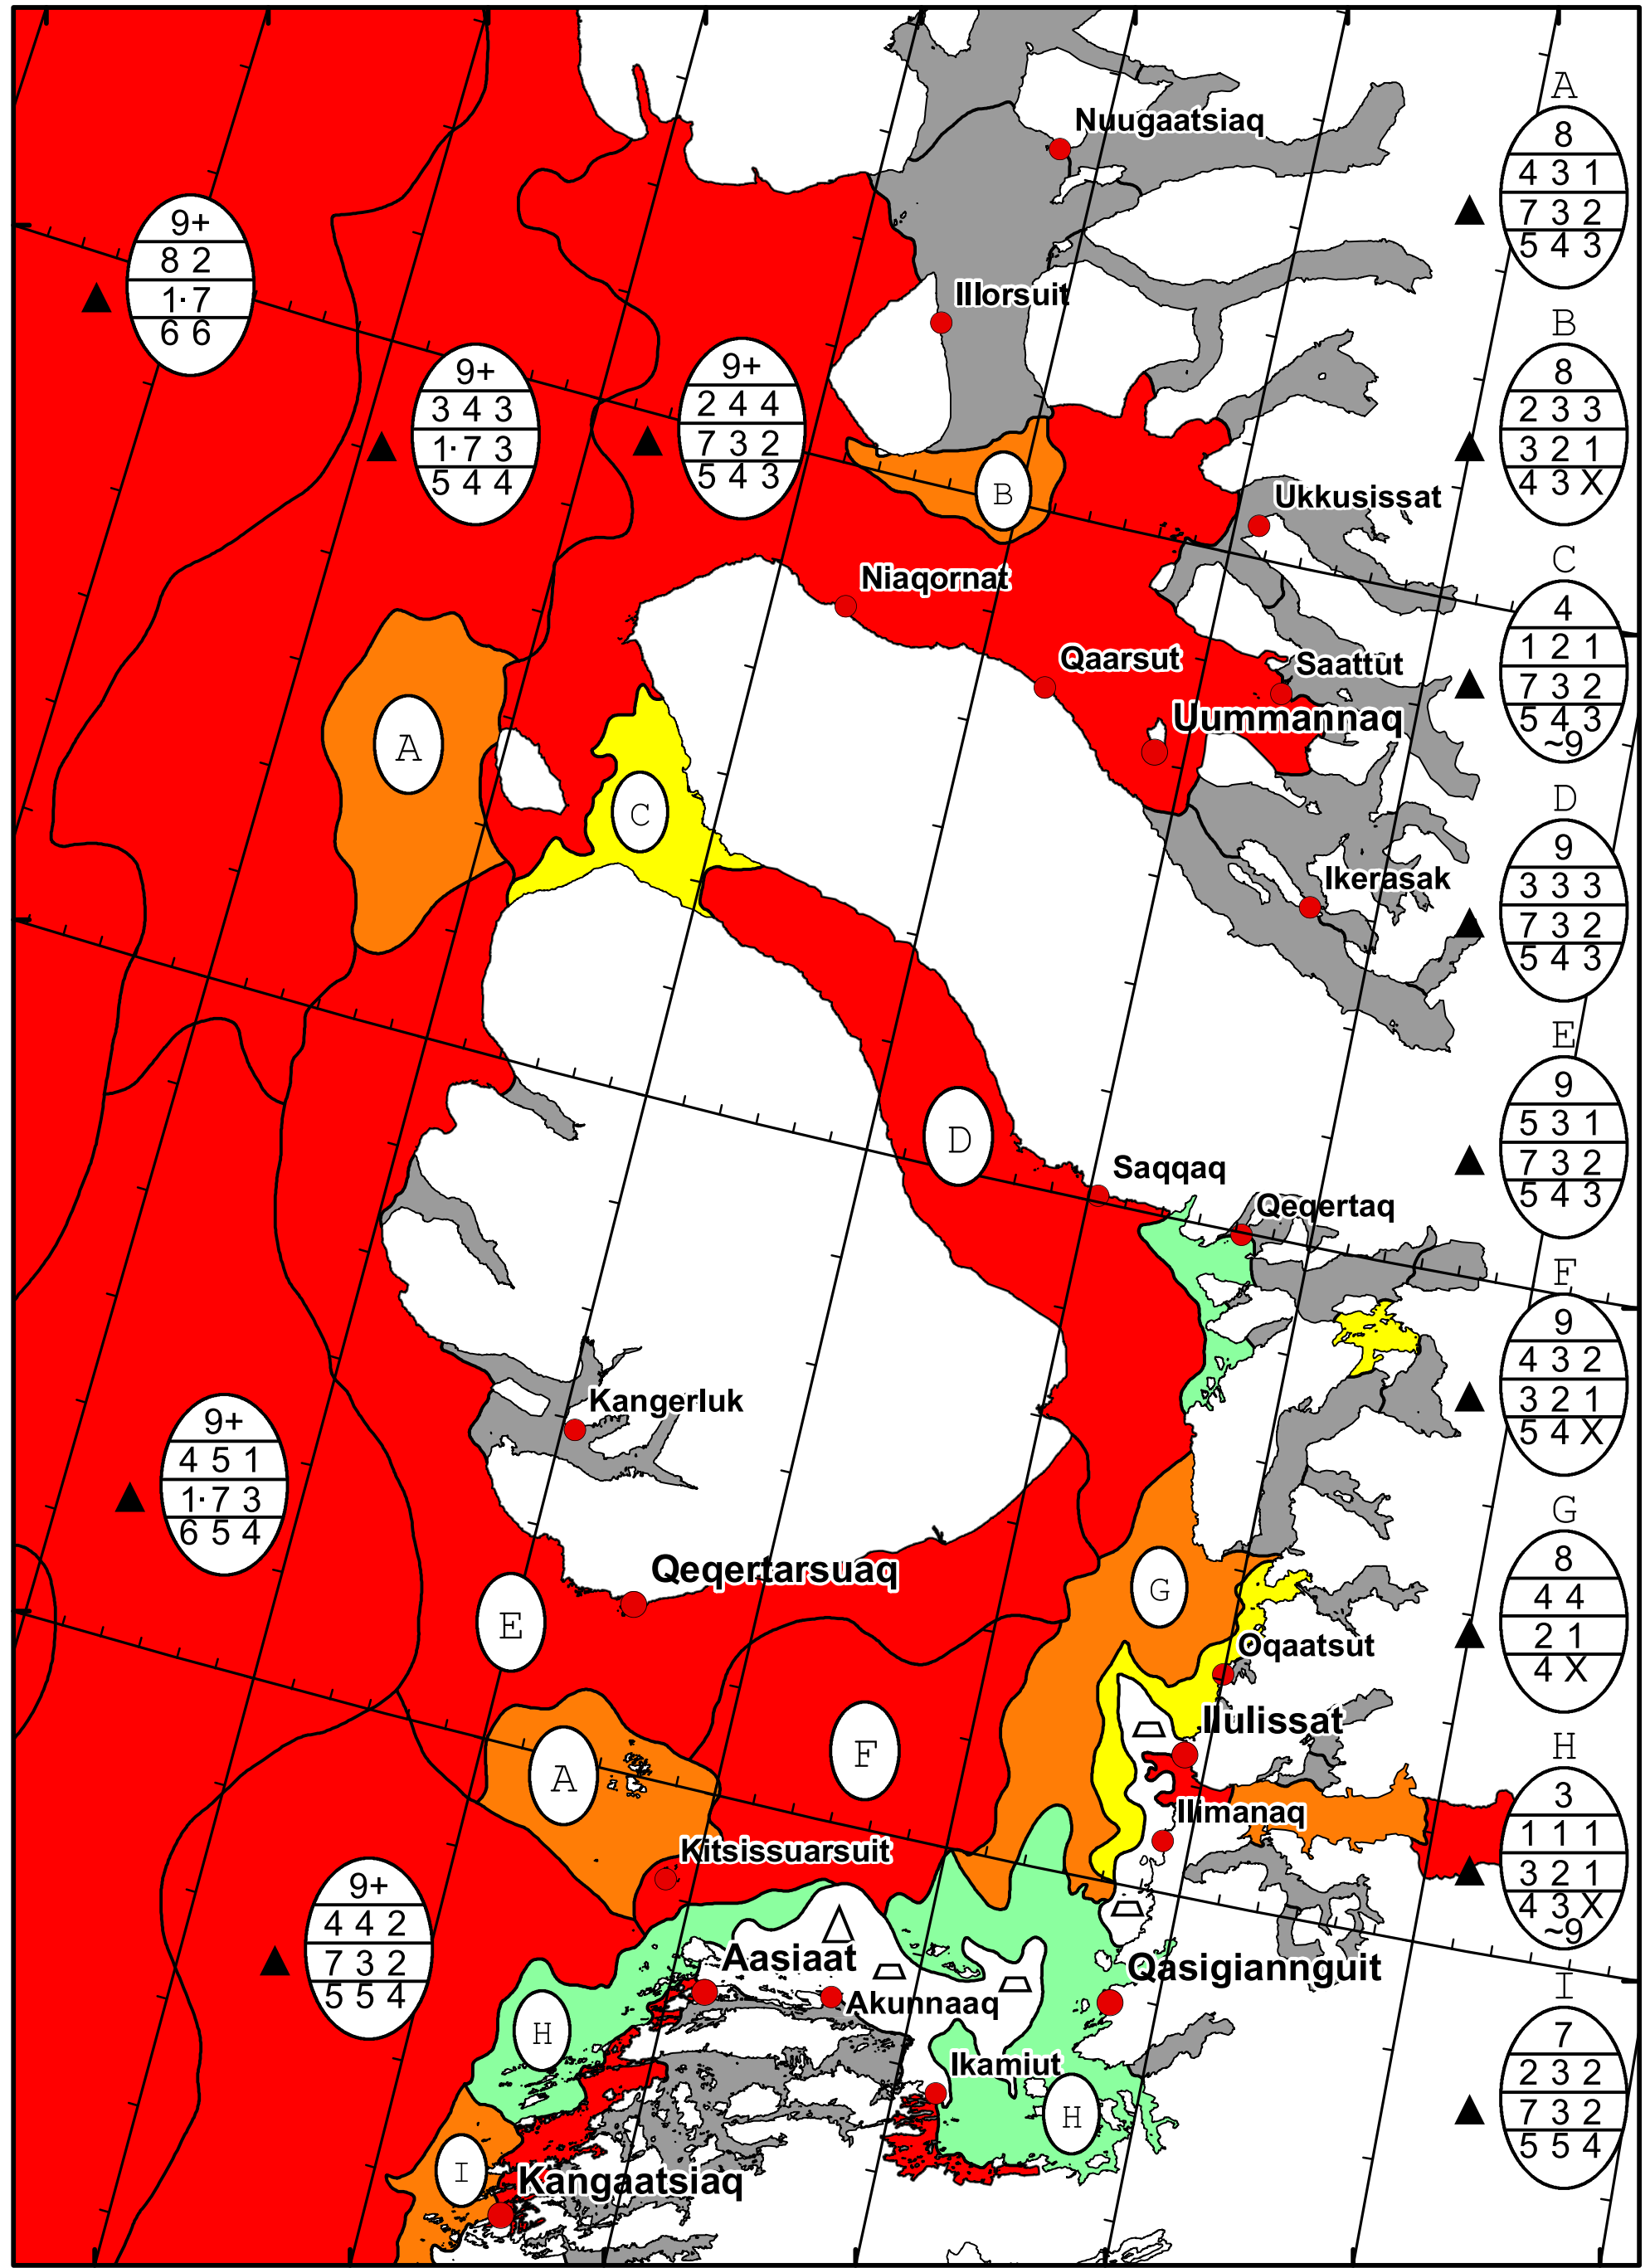 Nuugaatsiaq
Illorsuit
Ukkusissat
Niaqornat
Qaarsut
Saattut
Uummannaq
Ikerasak
Saqqaq
Qeqertaq
Kangerluk
Qeqertarsuaq
Oqaatsut
Ilulissat
Ilimanaq
Kitsissuarsuit
Aasiaat
Akunnaaq
Qasigiannguit
Ikamiut
Kangaatsiaq
9+
8 2
1· 7
6 6
9+
3 4 3
1· 7 3
5 4 4
9+
2 4 4
7 3 2
5 4 3
9+
4 5 1
1· 7 3
6 5 4
9+
4 4 2
7 3 2
5 5 4
B
A
C
D
G
E
F
A
H
H
I
A
8
4 3 1
7 3 2
5 4 3
B
8
2 3 3
3 2 1
4 3 X
C
4
1 2 1
7 3 2
5 4 3
~9
D
9
3 3 3
7 3 2
5 4 3
E
9
5 3 1
7 3 2
5 4 3
F
9
4 3 2
3 2 1
5 4 X
G
8
4 4
2 1
4 X
H
3
1 1 1
3 2 1
4 3 X
~9
I
7
2 3 2
7 3 2
5 5 4